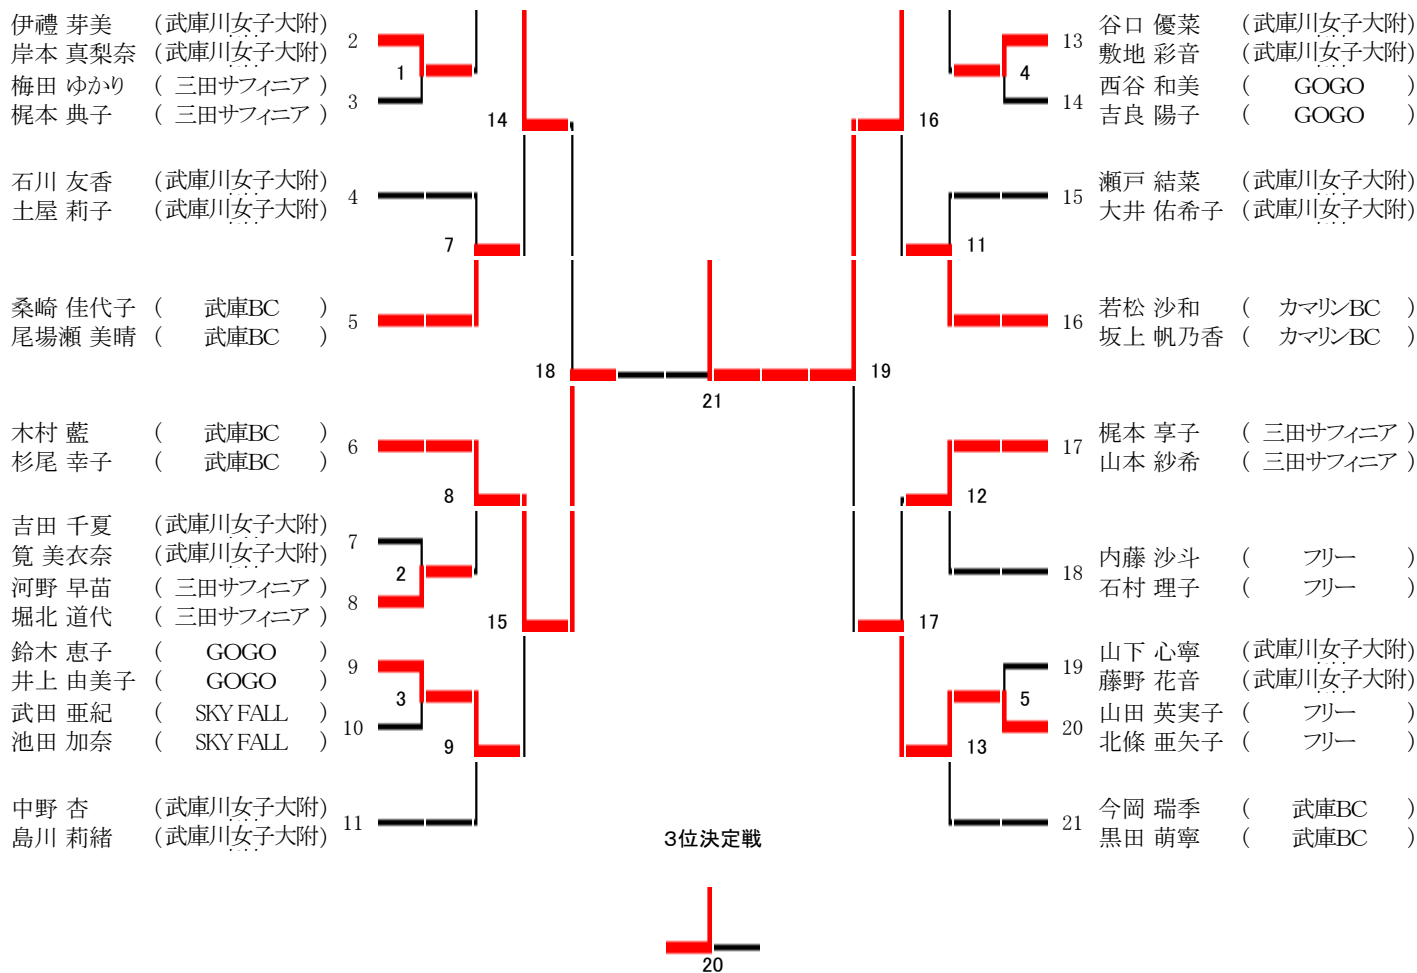 伊禮 芽美 (武庫川女子大附)
岸本 真梨奈 (武庫川女子大附)
2
梅田 ゆかり ( 三田サフィニア )
梶本 典子 ( 三田サフィニア )
3
1
14
石川 友香 (武庫川女子大附)
土屋 莉子 (武庫川女子大附)
4
7
桑崎 佳代子 ( 武庫BC )
尾場瀬 美晴 ( 武庫BC )
5
18
木村 藍 ( 武庫BC )
杉尾 幸子 ( 武庫BC )
6
8
吉田 千夏 (武庫川女子大附)
筧 美衣奈 (武庫川女子大附)
7
2
河野 早苗 ( 三田サフィニア )
堀北 道代 ( 三田サフィニア )
8
15
鈴木 恵子 ( GOGO )
井上 由美子 ( GOGO )
9
3
武田 亜紀 ( SKY FALL )
池田 加奈 ( SKY FALL )
10
9
中野 杏 (武庫川女子大附)
島川 莉緒 (武庫川女子大附)
11
21
3位決定戦
20
谷口 優菜 (武庫川女子大附)
敷地 彩音 (武庫川女子大附)
13
4
西谷 和美 ( GOGO )
吉良 陽子 ( GOGO )
14
16
瀬戸 結菜 (武庫川女子大附)
大井 佑希子 (武庫川女子大附)
15
11
若松 沙和 ( カマリンBC )
坂上 帆乃香 ( カマリンBC )
16
19
梶本 享子 ( 三田サフィニア )
山本 紗希 ( 三田サフィニア )
17
12
内藤 沙斗 ( フリー )
石村 理子 ( フリー )
18
17
山下 心寧 (武庫川女子大附)
藤野 花音 (武庫川女子大附)
19
5
山田 英実子 ( フリー )
北條 亜矢子 ( フリー )
20
13
今岡 瑞季 ( 武庫BC )
黒田 萌寧 ( 武庫BC )
21